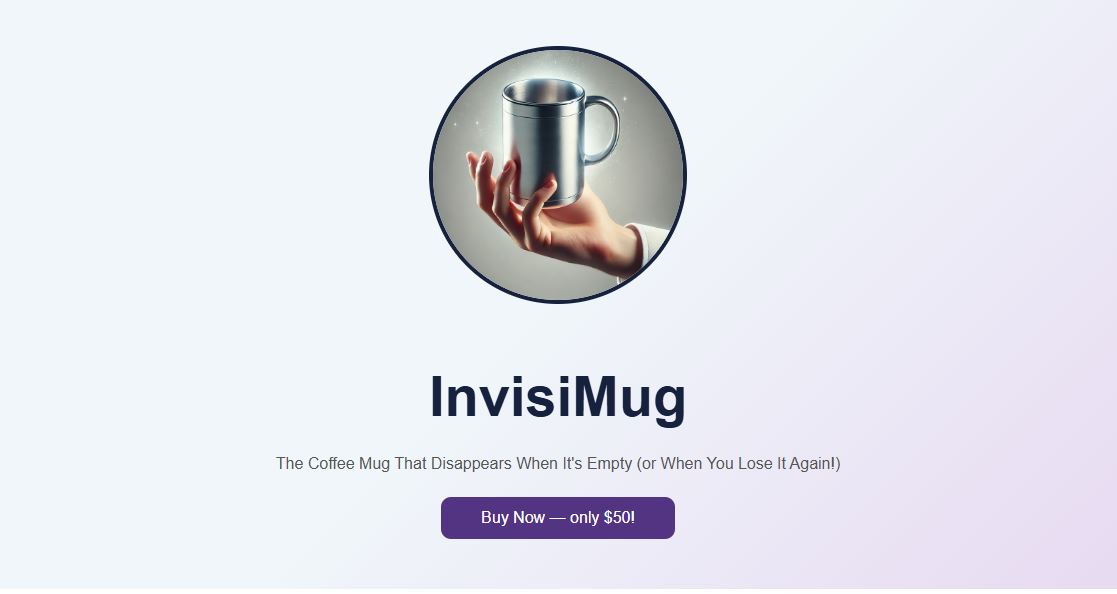 InvisiMug
The Coffee Mug That Disappears When It's Empty (or When You Lose It Again!)
Buy Now — only $50!